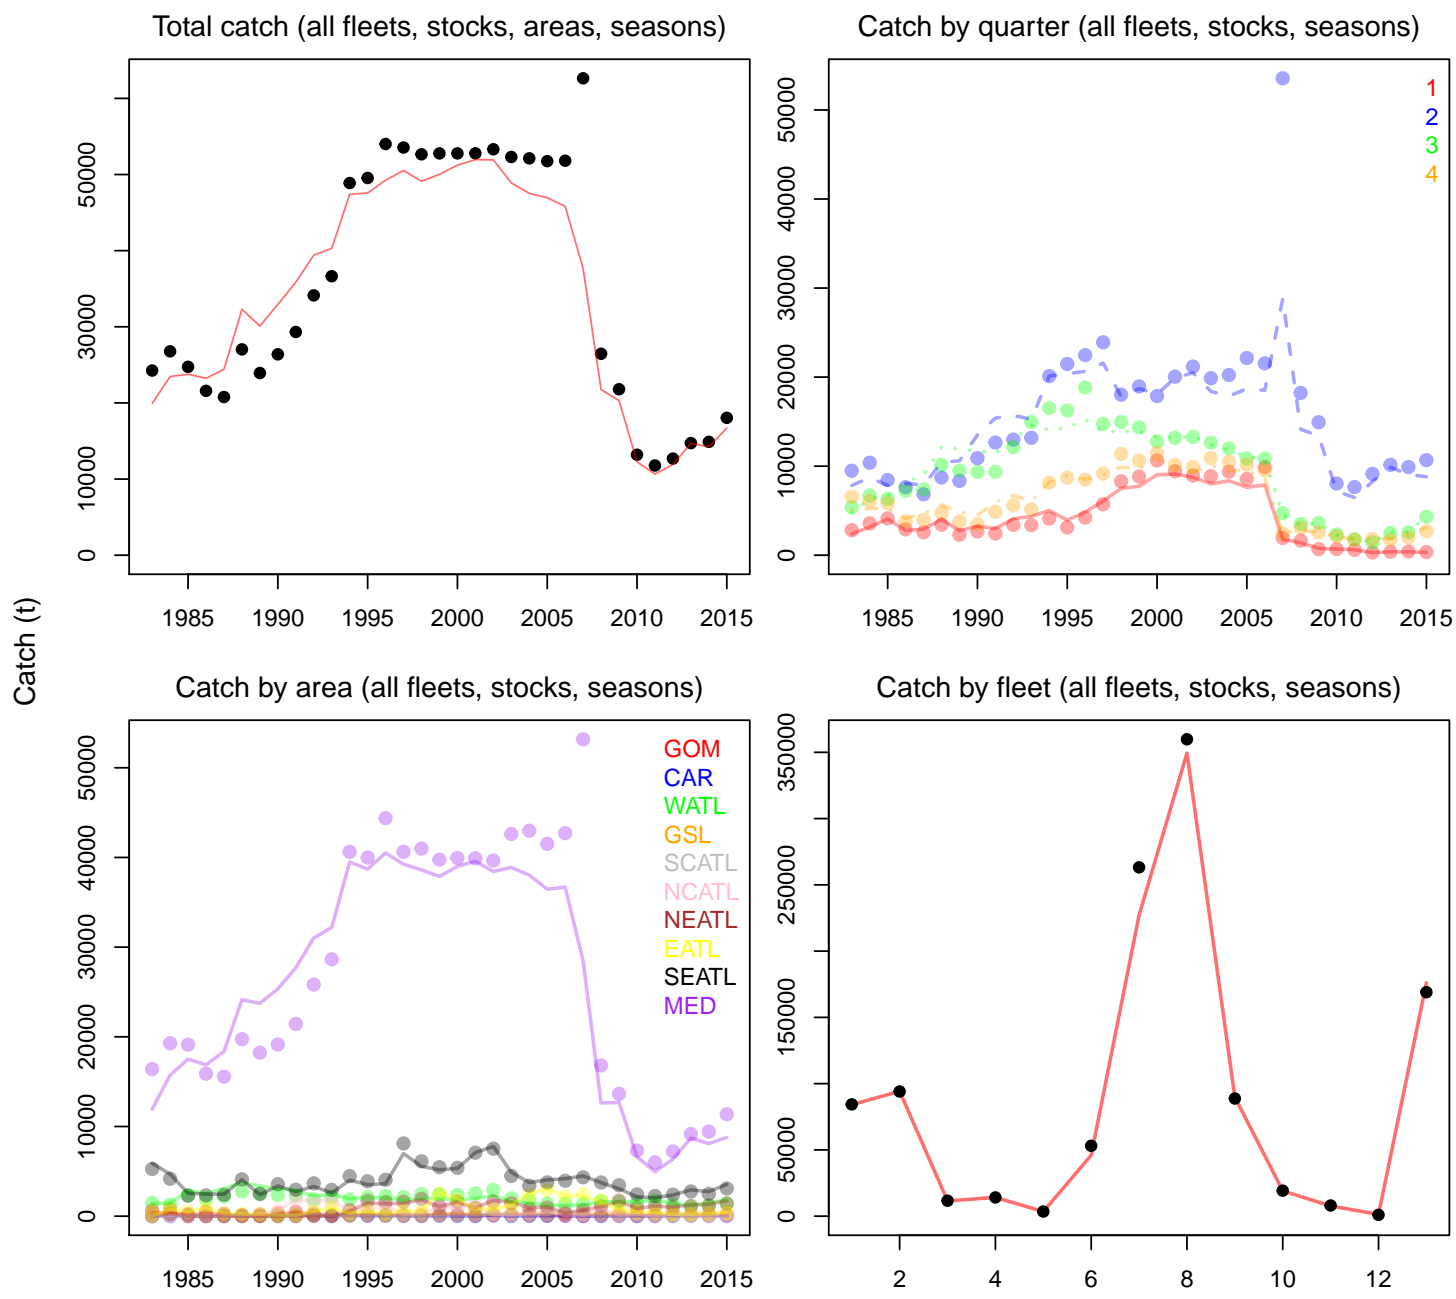 Total catch (all fleets, stocks, areas, seasons)
0
10000
30000
50000
1985 1990 1995 2000 2005 2010 2015
Catch by quarter (all fleets, stocks, seasons)
0
10000
20000
30000
40000
50000
1
2
3
4
1985 1990 1995 2000 2005 2010 2015
Catch (t)
Catch by area (all fleets, stocks, seasons)
0
10000
20000
30000
40000
50000
GOM
CAR
WATL
GSL
SCATL
NCATL
NEATL
EATL
SEATL
MED
1985 1990 1995 2000 2005 2010 2015
Catch by fleet (all fleets, stocks, seasons)
0
50000
150000
250000
350000
2 4 6 8 10 12